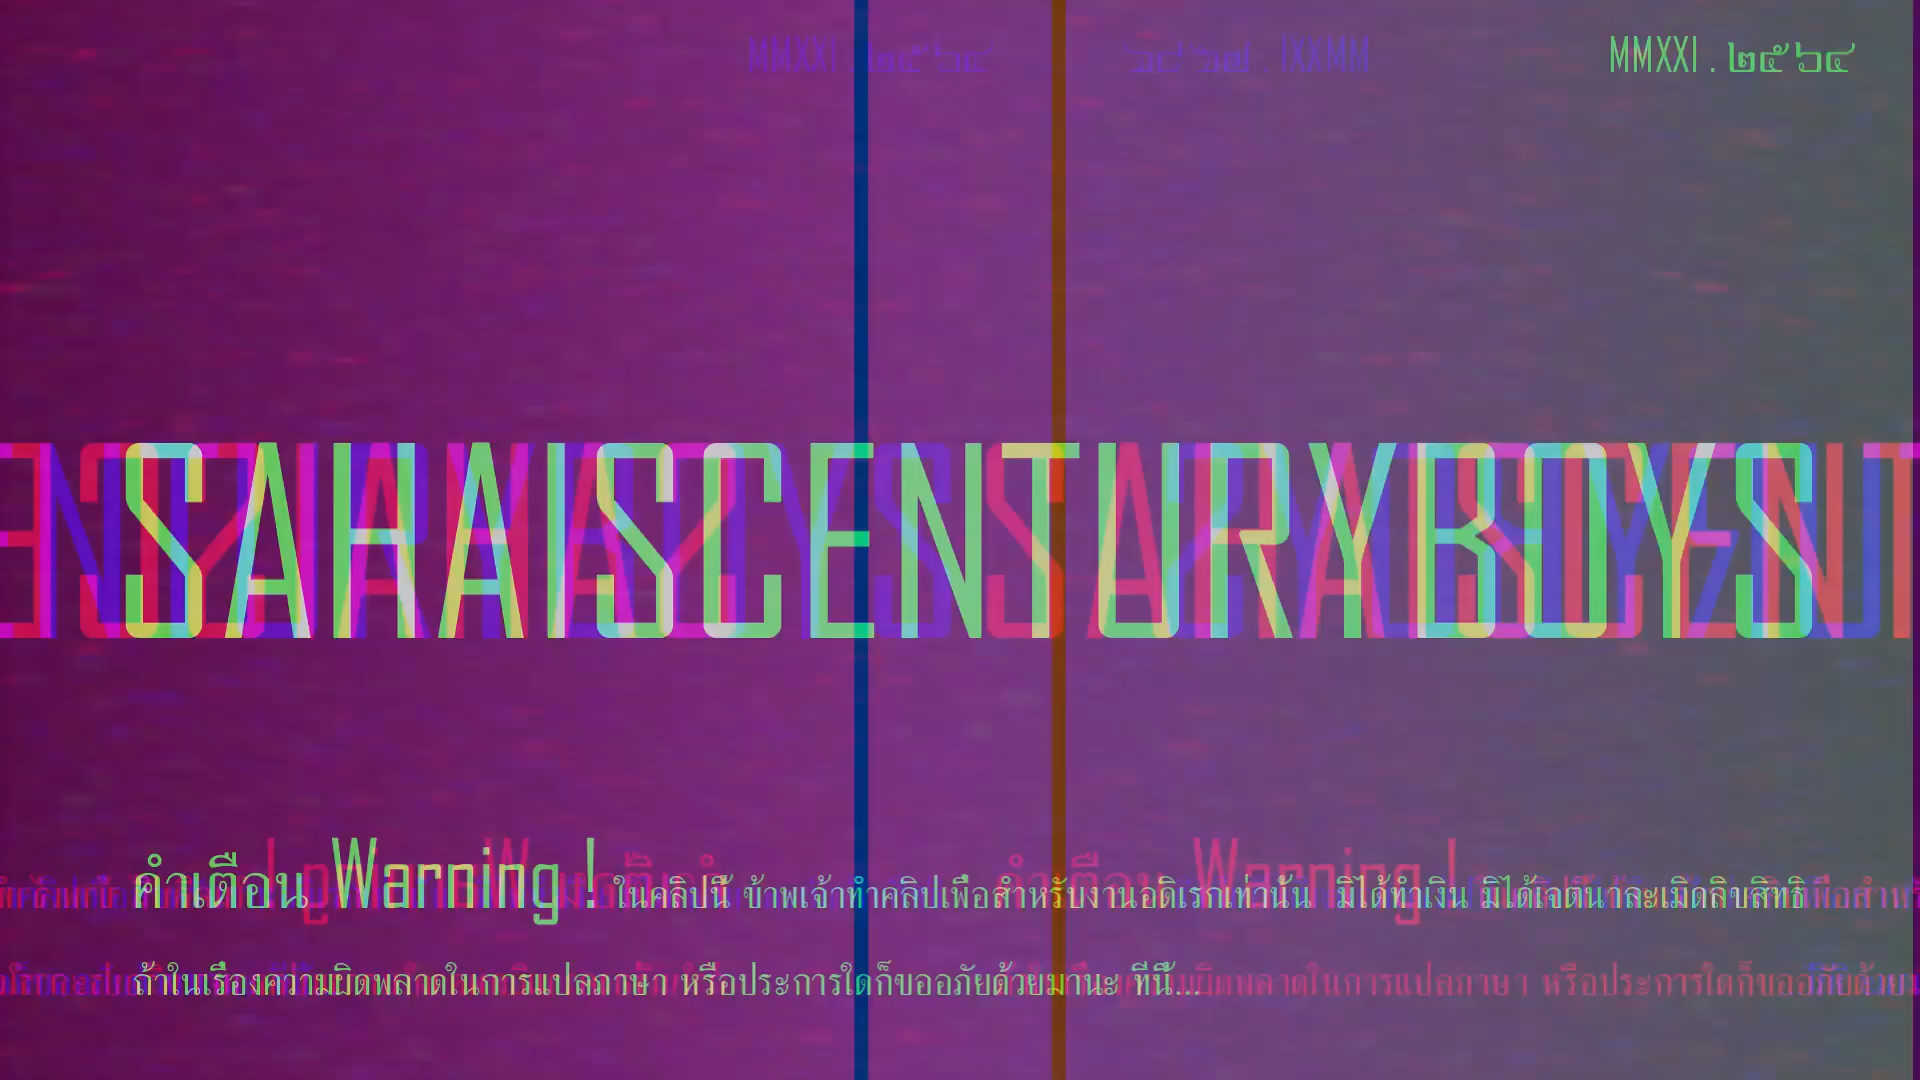 MMXXI . ๒๕๖๔
SAHAISCENTURYBOYS
คำเตือน Warning ! ในคลิปนี้ ข้าพเจ้าทำคลิปเพื่อสำหรับงานอดิเรกเท่านั้น มิได้ทำเงิน มิได้เจตนาละเมิดลิขสิทธิ์
ถ้าในเรื่องความผิดพลาดในการแปลภาษา หรือประการใดก็ขออภัยด้วยมานะ ที่นี้...